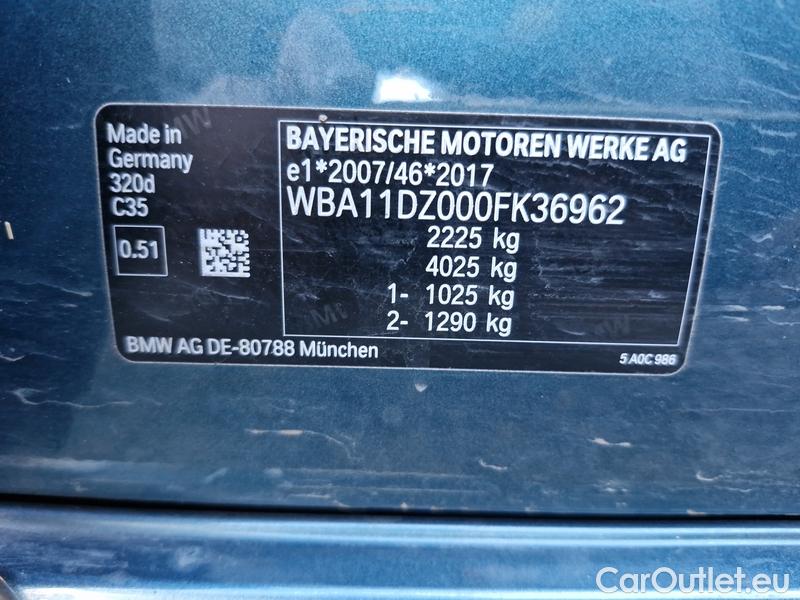 Made in
Germany
320d
C35
0.51
BAYERISCHE MOTOREN WERKE AG
e1*2007/46*2017
WBA11DZ000FK36962
2225 kg
4025 kg
1- 1025 kg
2- 1290 kg
BMW AG DE-80788 München
5 A0C 986
CarOutlet.eu